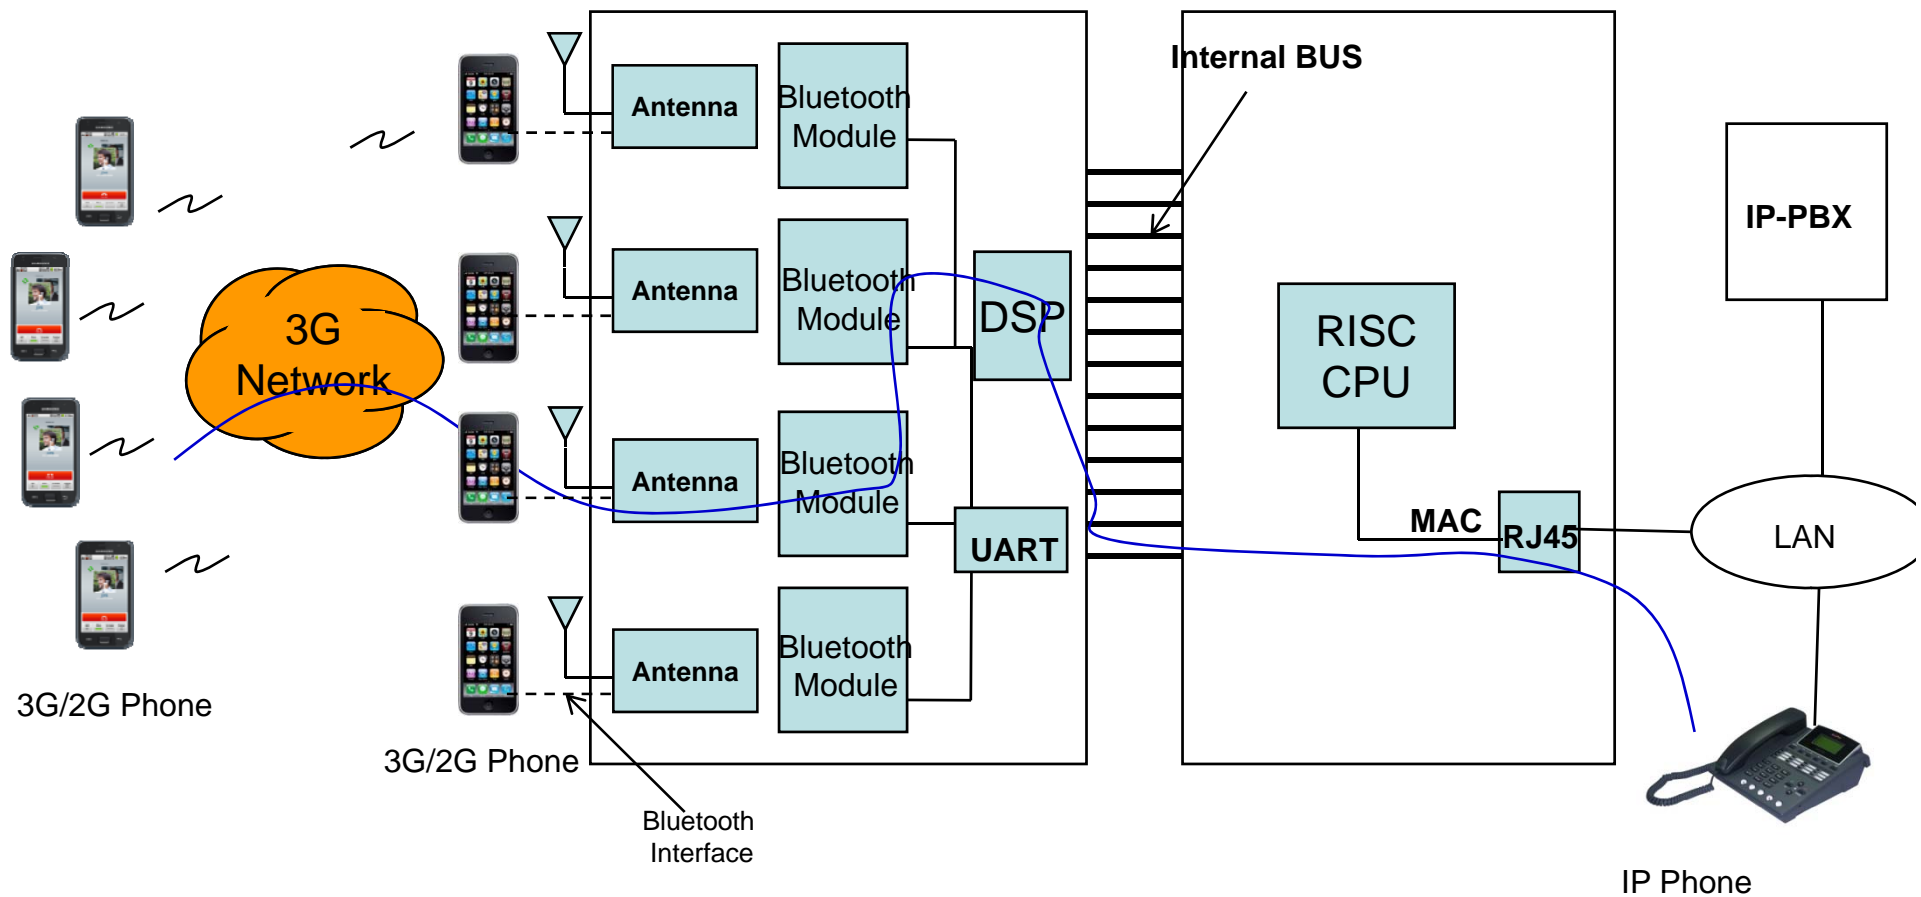 Internal BUS
Antenna
Bluetooth
Module
IP-PBX
Antenna
Bluetooth
Module
DSP
3G
Network
RISC
CPU
Antenna
Bluetooth
Module
UART
MAC
RJ45
LAN
Antenna
Bluetooth
Module
3G/2G Phone
3G/2G Phone
Bluetooth
Interface
IP Phone